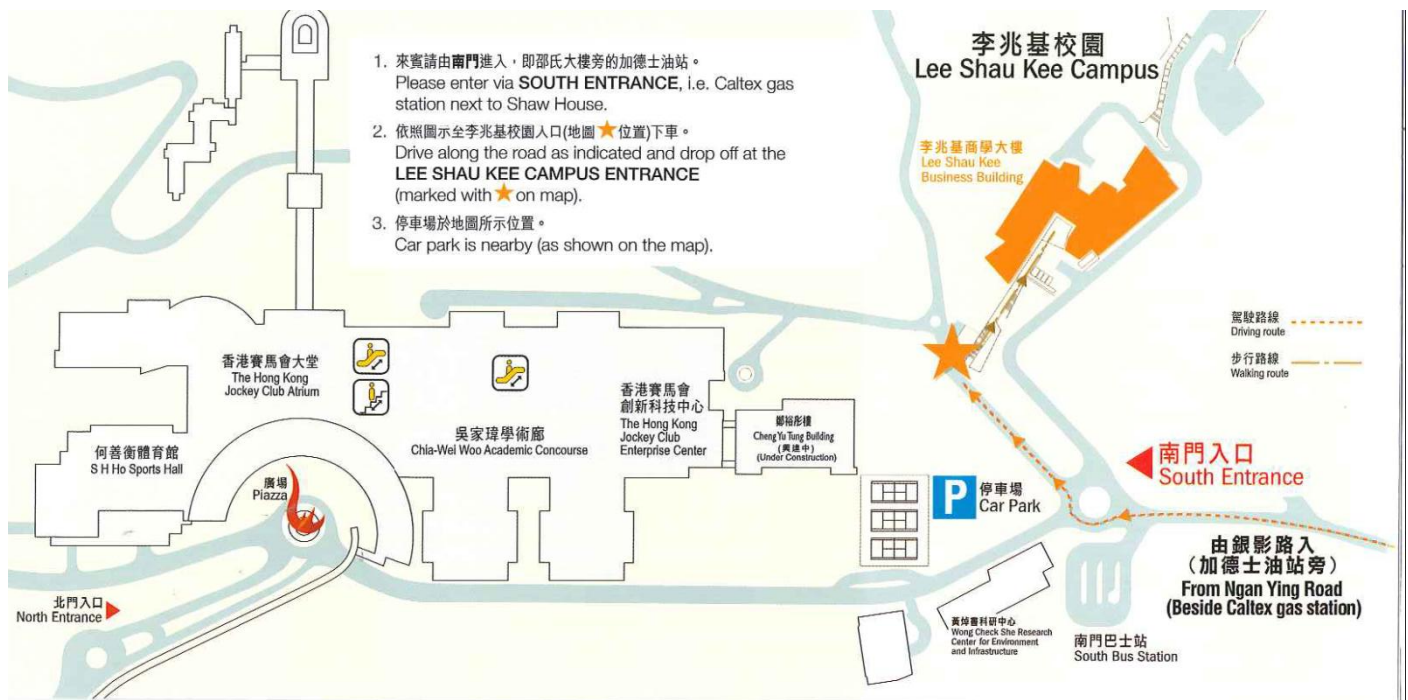 1. 來賓請由南門進入，即邵氏大樓旁的加德士油站。
Please enter via SOUTH ENTRANCE, i.e. Caltex gas
station next to Shaw House.
2. 依照圖示至李兆基校園入口(地圖★位置)下車。
Drive along the road as indicated and drop off at the
LEE SHAU KEE CAMPUS ENTRANCE
(marked with ★ on map).
3. 停車場於地圖所示位置。
Car park is nearby (as shown on the map).
李兆基校園
Lee Shau Kee Campus
李兆基商學大樓
Lee Shau Kee
Business Building
駕駛路線
Driving route
步行路線
Walking route
香港賽馬會大堂
The Hong Kong
Jockey Club Atrium
何善衡體育館
S H Ho Sports Hall
吳家瑋學術廊
Chia-Wei Woo Academic Concourse
香港賽馬會
創新科技中心
The Hong Kong
Jockey Club
Enterprise Center
鄭裕彤樓
Cheng Yu Tung Building
(興建中)
(Under Construction)
廣場
Piazza
P
停車場
Car Park
南門入口
South Entrance
由銀影路入
(加德士油站旁)
From Ngan Ying Road
(Beside Caltex gas station)
北門入口
North Entrance
黃焯書科研中心
Wong Check She Research
Center for Environment
and Infrastructure
南門巴士站
South Bus Station